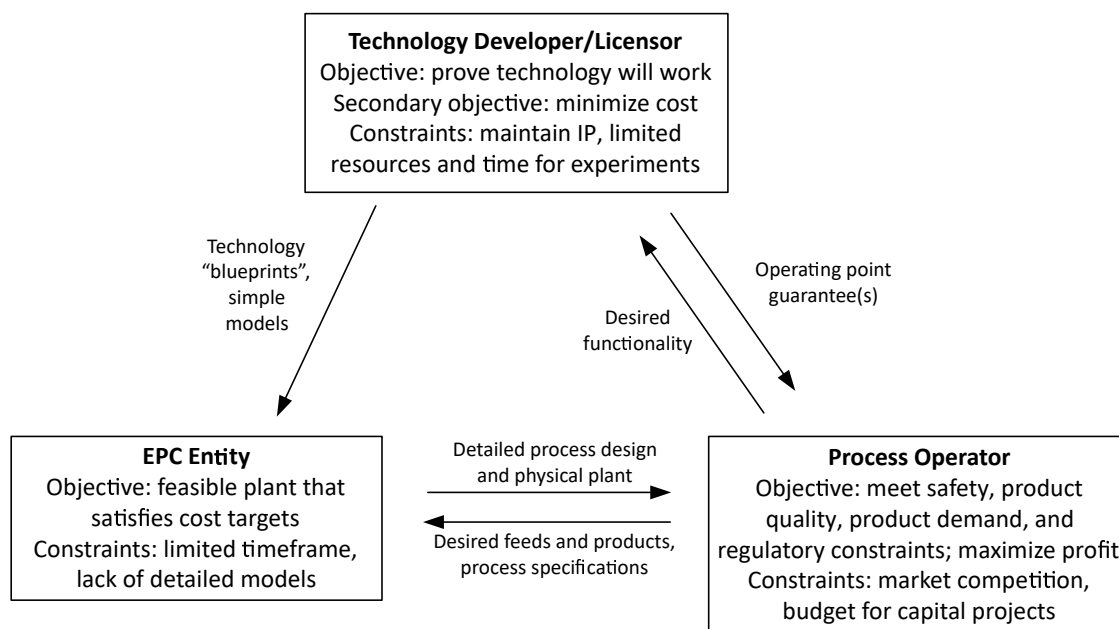 Technology Developer/Licensor
Objective: prove technology will work
Secondary objective: minimize cost
Constraints: maintain IP, limited
resources and time for experiments
Technology
“blueprints”,
simple
models
Operating point
guarantee(s)
Desired
functionality
EPC Entity
Objective: feasible plant that
satisfies cost targets
Constraints: limited timeframe,
lack of detailed models
Detailed process design
and physical plant
Desired feeds and products,
process specifications
Process Operator
Objective: meet safety, product
quality, product demand, and
regulatory constraints; maximize profit
Constraints: market competition,
budget for capital projects